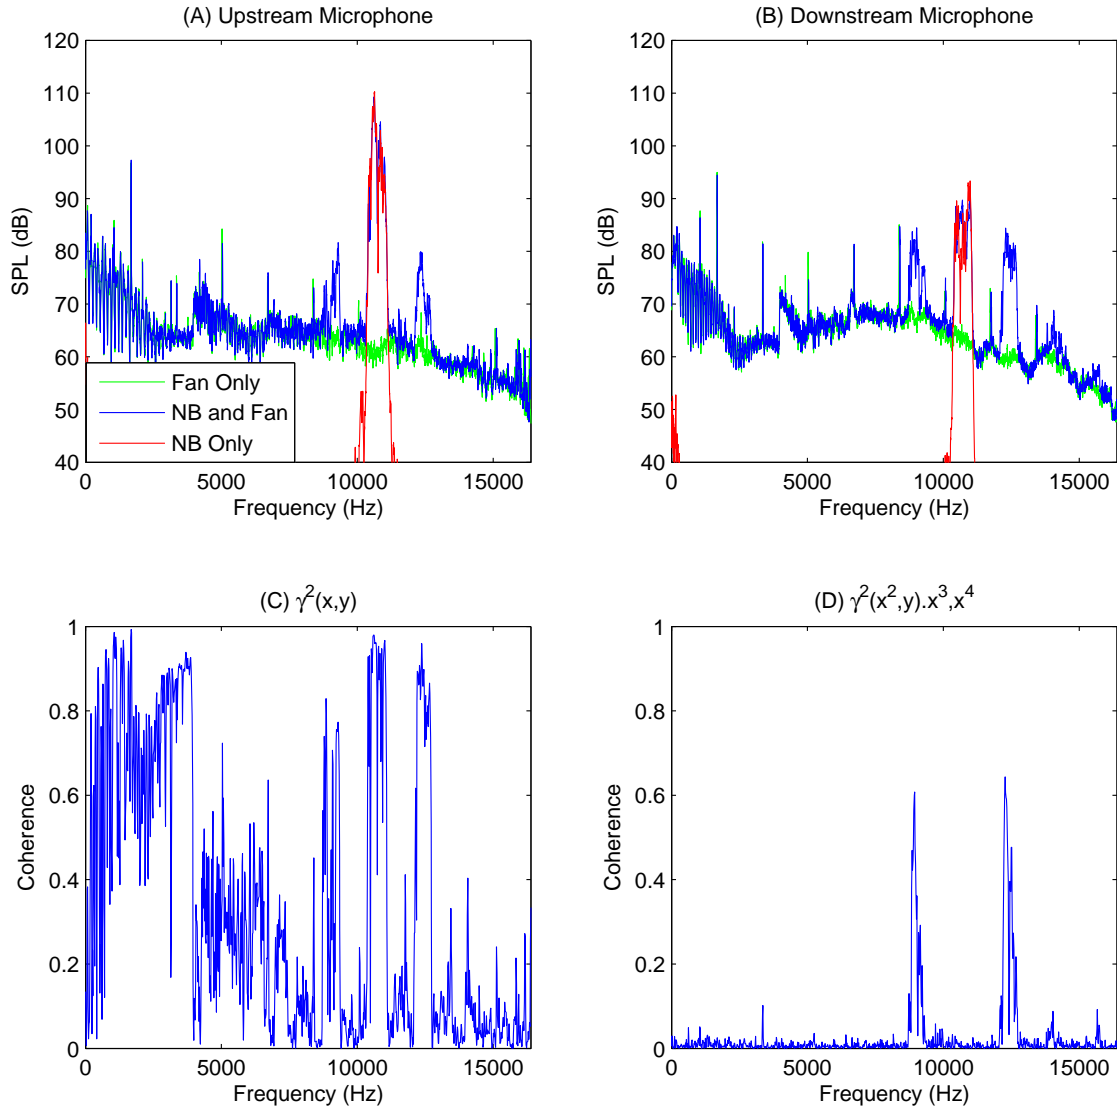 (A) Upstream Microphone
120
110
100
90
80
70
60
50
40
SPL (dB)
Fan Only
NB and Fan
NB Only
0 5000 10000 15000
Frequency (Hz)
(B) Downstream Microphone
120
110
100
90
80
70
60
50
40
SPL (dB)
0 5000 10000 15000
Frequency (Hz)
(C) γ²(x,y)
1
0.8
0.6
0.4
0.2
0
Coherence
0 5000 10000 15000
Frequency (Hz)
(D) γ²(x²,y).x³,x⁴
1
0.8
0.6
0.4
0.2
0
Coherence
0 5000 10000 15000
Frequency (Hz)